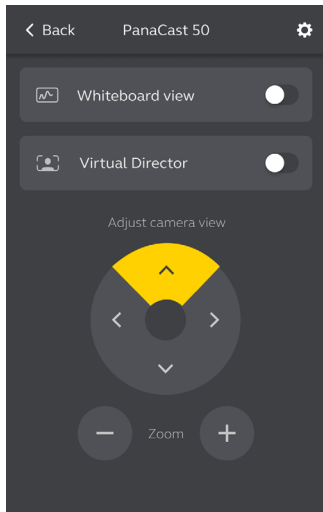 Back
PanaCast 50
Whiteboard view
Virtual Director
Adjust camera view
Zoom